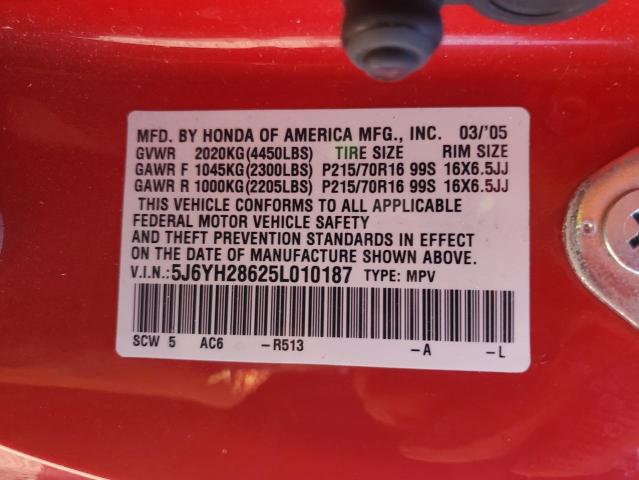 MFD. BY HONDA OF AMERICA MFG., INC. 03/'05
GVWR 2020KG(4450LBS) TIRE SIZE RIM SIZE
GAWR F 1045KG(2300LBS) P215/70R16 99S 16X6.5JJ
GAWR R 1000KG(2205LBS) P215/70R16 99S 16X6.5JJ
THIS VEHICLE CONFORMS TO ALL APPLICABLE
FEDERAL MOTOR VEHICLE SAFETY
AND THEFT PREVENTION STANDARDS IN EFFECT
ON THE DATE OF MANUFACTURE SHOWN ABOVE.
V.I.N.:5J6YH28625L010187 TYPE: MPV
SCW 5 AC6 -R513 -A -L